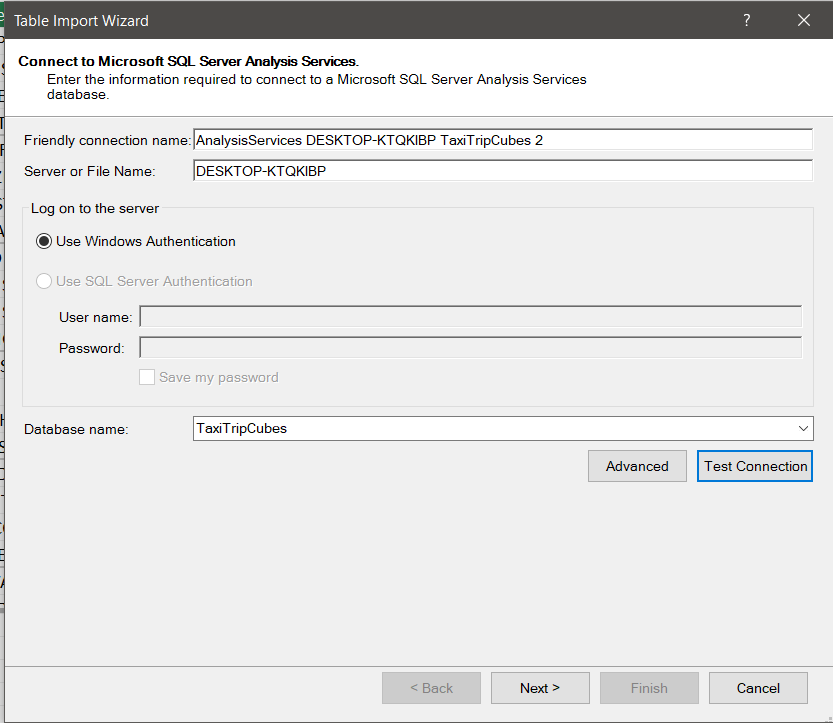 Table Import Wizard
?
Connect to Microsoft SQL Server Analysis Services.
Enter the information required to connect to a Microsoft SQL Server Analysis Services
database.
Friendly connection name: AnalysisServices DESKTOP-KTQKIBP TaxiTripCubes 2
Server or File Name: DESKTOP-KTQKIBP
Log on to the server
Use Windows Authentication
Use SQL Server Authentication
User name:
Password:
Save my password
Database name: TaxiTripCubes
Advanced Test Connection
< Back Next > Finish Cancel